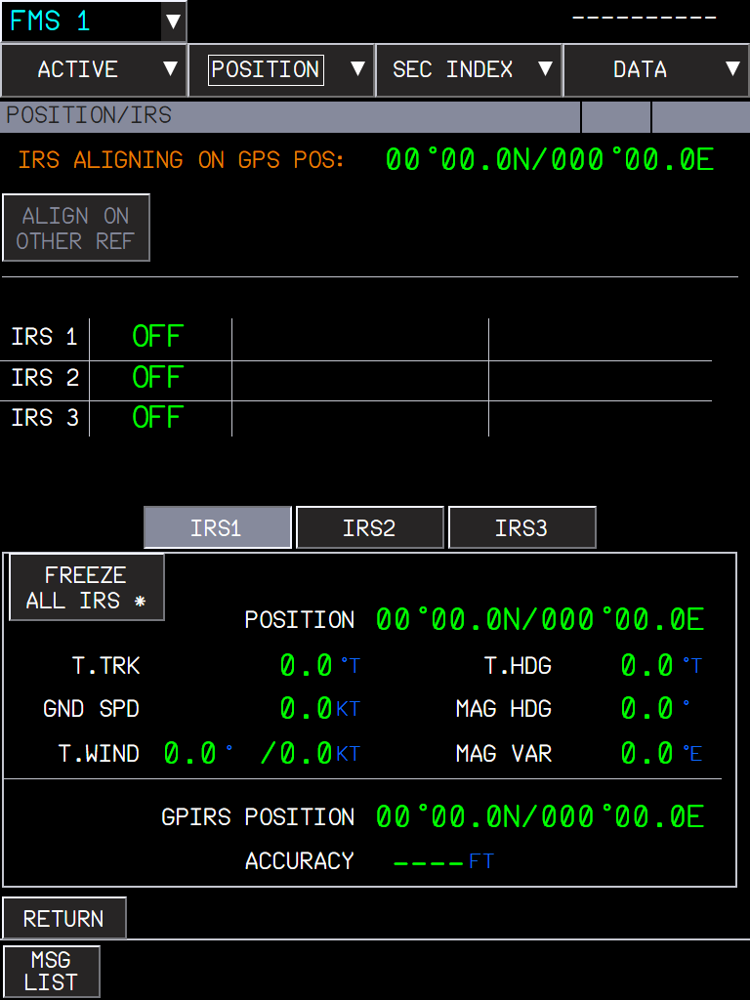 FMS 1 ▼ ----------
ACTIVE ▼ POSITION ▼ SEC INDEX ▼ DATA ▼
POSITION/IRS
IRS ALIGNING ON GPS POS: 00°00.0N/000°00.0E
ALIGN ON
OTHER REF
IRS 1 OFF
IRS 2 OFF
IRS 3 OFF
IRS1 IRS2 IRS3
FREEZE
ALL IRS *
POSITION 00°00.0N/000°00.0E
T.TRK 0.0 °T T.HDG 0.0 °T
GND SPD 0.0 KT MAG HDG 0.0 °
T.WIND 0.0 ° /0.0 KT MAG VAR 0.0 °E
GPIRS POSITION 00°00.0N/000°00.0E
ACCURACY ---- FT
RETURN
MSG
LIST